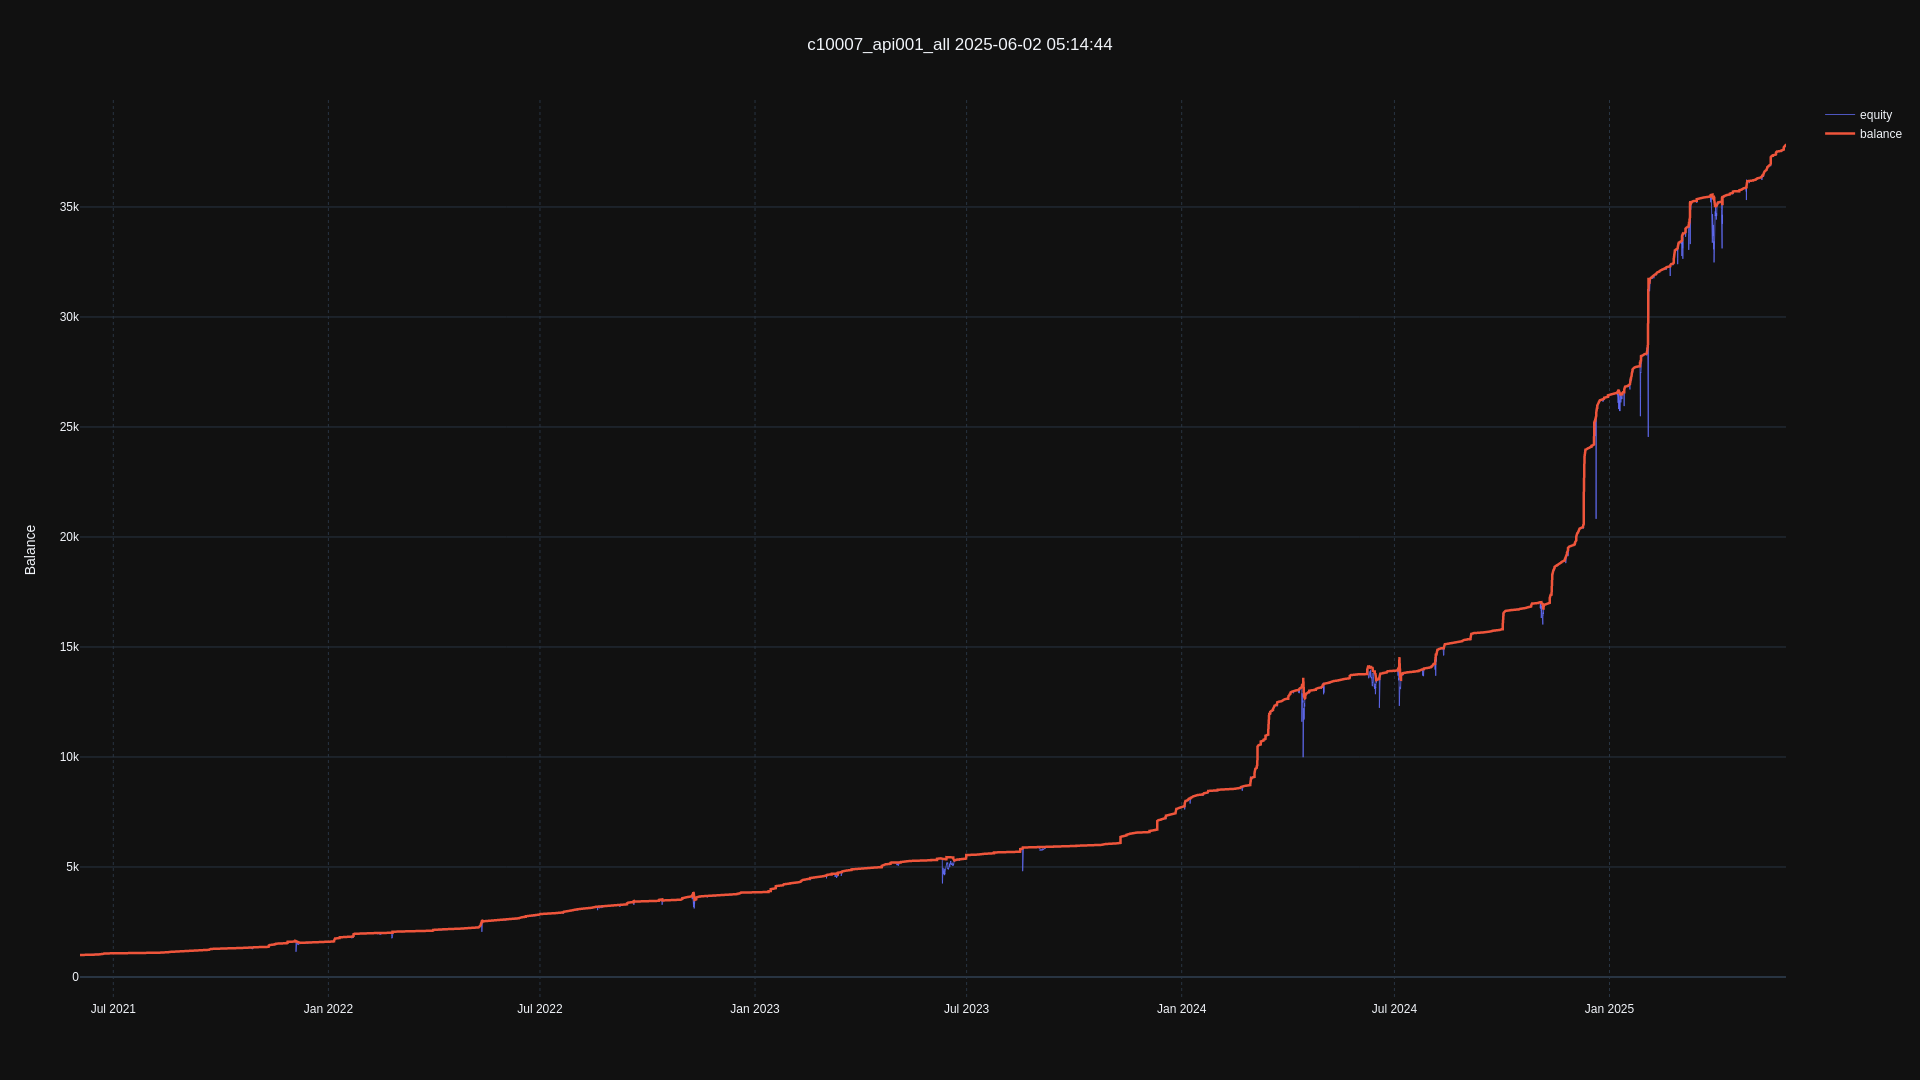 c10007_api001_all 2025-06-02 05:14:44
equity
balance
Balance
35k
30k
25k
20k
15k
10k
5k
0
Jul 2021
Jan 2022
Jul 2022
Jan 2023
Jul 2023
Jan 2024
Jul 2024
Jan 2025